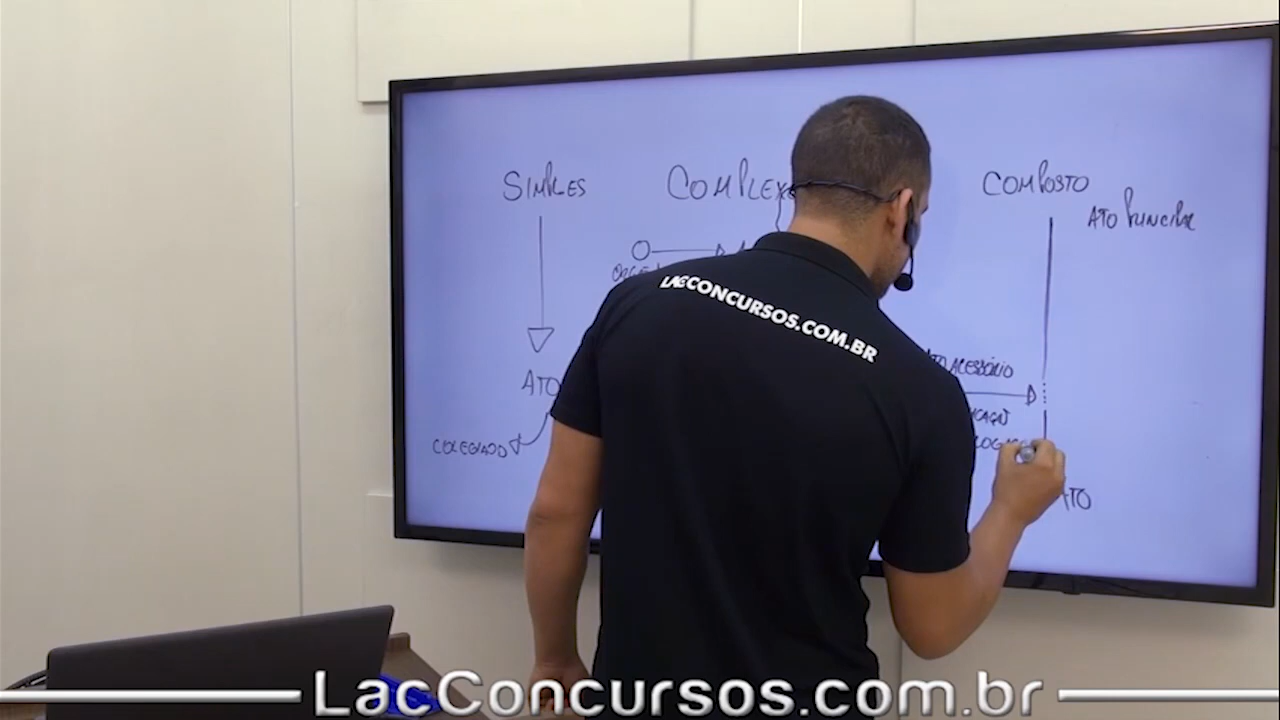 SIMPLES
COMPLEXO
COMPOSTO
ATO PRINCIPAL
LACCONCURSOS.COM.BR
ACESSÓRIO
ATO
COLEGIADO
ATO
LacConcursos.com.br